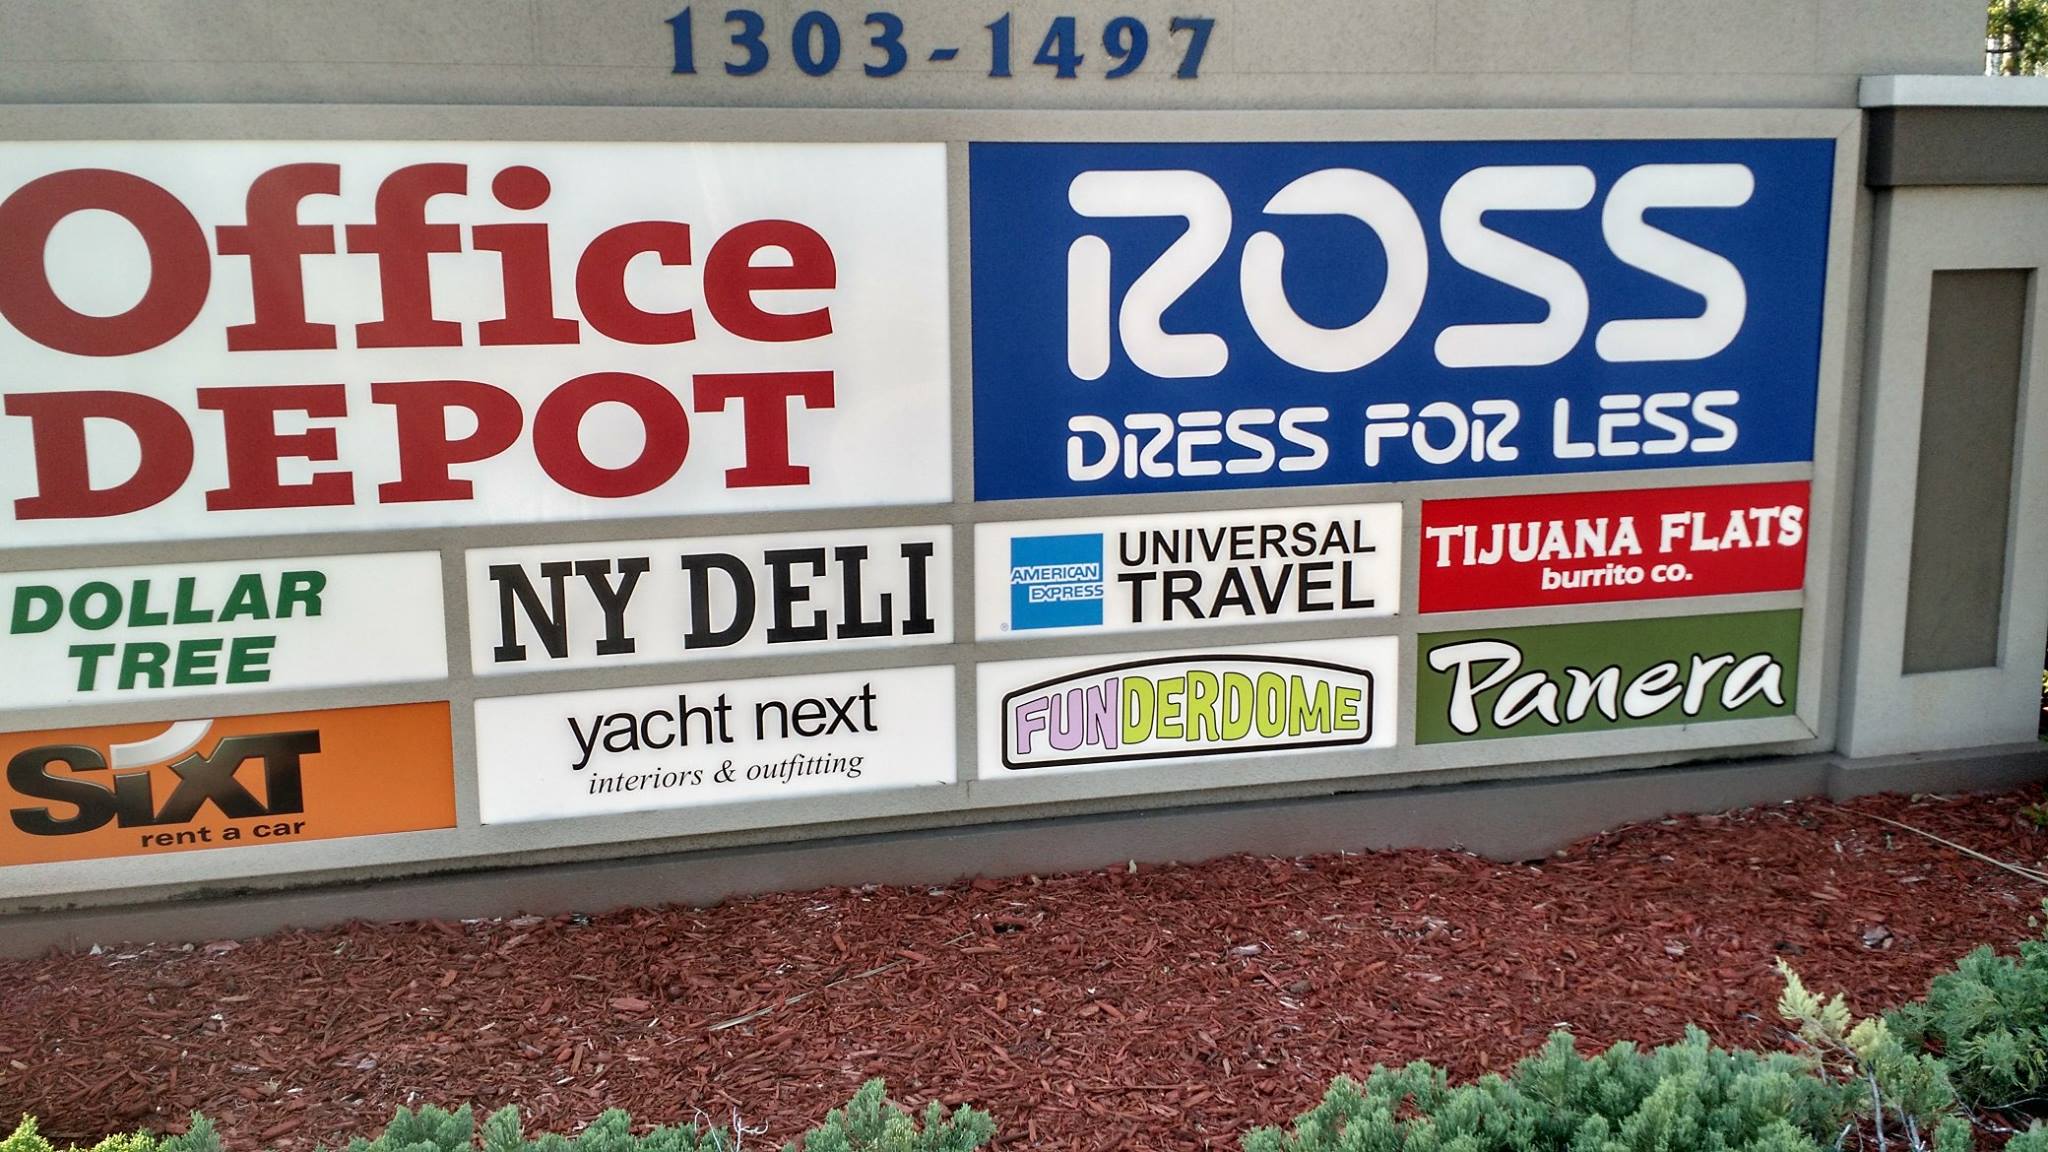 1303-1497
Office
DEPOT
ROSS
DRESS FOR LESS
DOLLAR
TREE
NY DELI
AMERICAN
EXPRESS
®
UNIVERSAL
TRAVEL
TIJUANA FLATS
burrito co.
SiXT
rent a car
yacht next
interiors & outfitting
FUNDERDOME
Panera